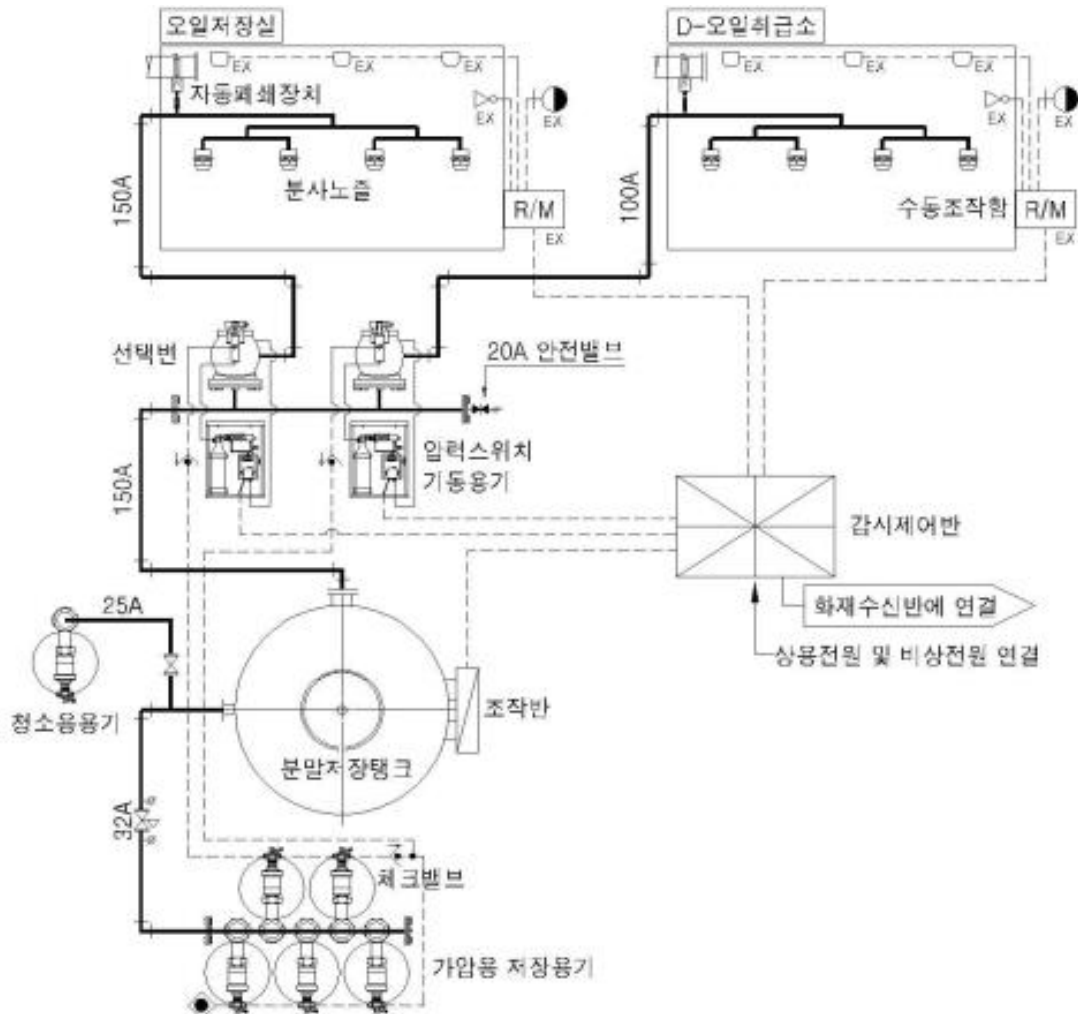 오일저장실
D-오일취급소
EX
EX
EX
EX
EX
EX
자동폐쇄장치
EX
EX
EX
EX
분사노즐
150A
100A
R/M
수동조작함
R/M
EX
EX
선택변
20A 안전밸브
압력스위치
기동용기
150A
감시제어반
화재수신반에 연결
25A
상용전원 및 비상전원 연결
조작반
청소용용기
분말저장탱크
32A
체크밸브
가압용 저장용기